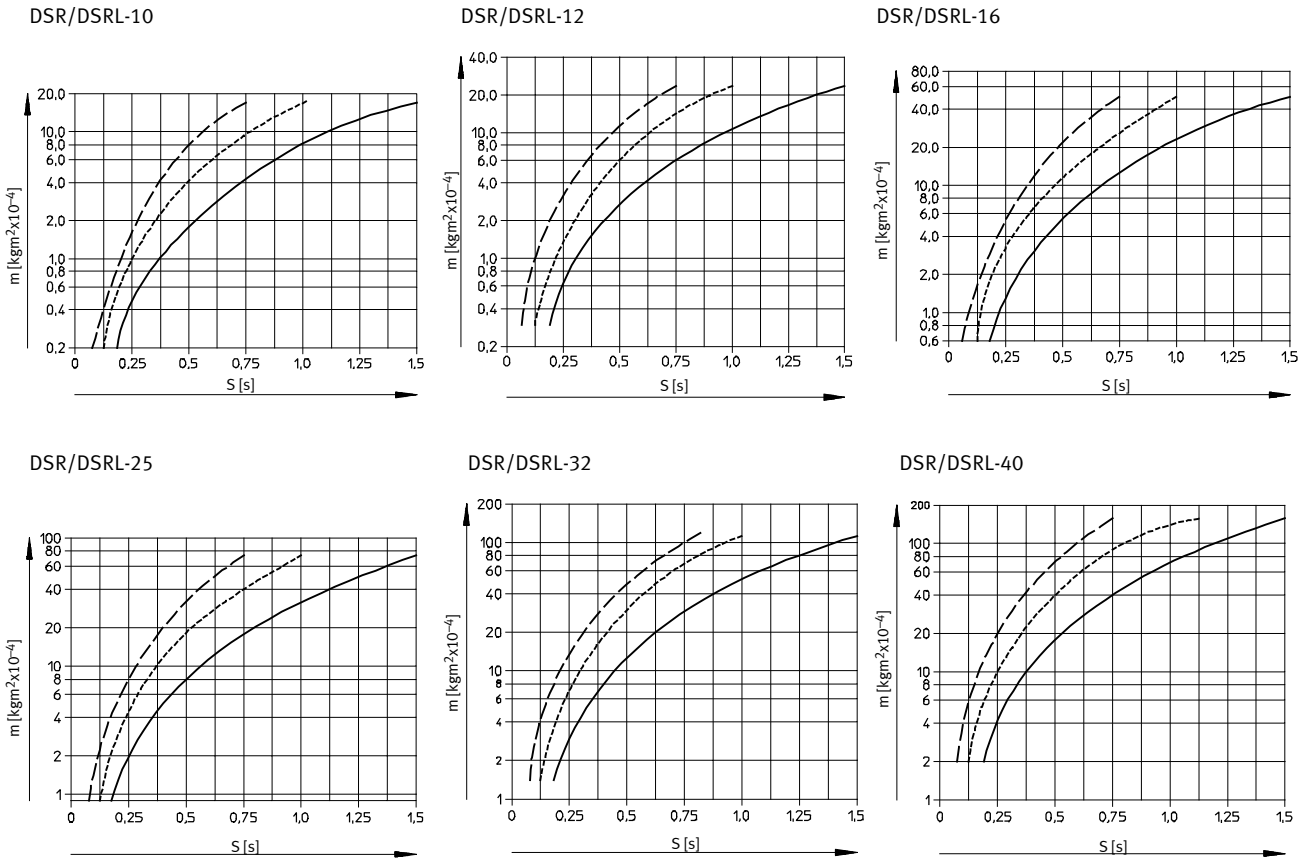 DSR/DSRL-10
m [kgm²x10⁻⁴]
20,0
10,0
8,0
6,0
4,0
2,0
1,0
0,8
0,6
0,4
0,2
0 0,25 0,5 0,75 1,0 1,25 1,5
S [s]
DSR/DSRL-12
m [kgm²x10⁻⁴]
40,0
20,0
10,0
8,0
6,0
4,0
2,0
1,0
0,8
0,6
0,4
0,2
0 0,25 0,5 0,75 1,0 1,25 1,5
S [s]
DSR/DSRL-16
m [kgm²x10⁻⁴]
80,0
60,0
40,0
20,0
10,0
8,0
6,0
4,0
2,0
1,0
0,8
0,6
0 0,25 0,5 0,75 1,0 1,25 1,5
S [s]
DSR/DSRL-25
m [kgm²x10⁻⁴]
100
80
60
40
20
10
8
6
4
2
1
0 0,25 0,5 0,75 1,0 1,25 1,5
S [s]
DSR/DSRL-32
m [kgm²x10⁻⁴]
200
100
80
60
40
20
10
8
6
4
2
1
0 0,25 0,5 0,75 1,0 1,25 1,5
S [s]
DSR/DSRL-40
m [kgm²x10⁻⁴]
200
100
80
60
40
20
10
8
6
4
2
1
0 0,25 0,5 0,75 1,0 1,25 1,5
S [s]